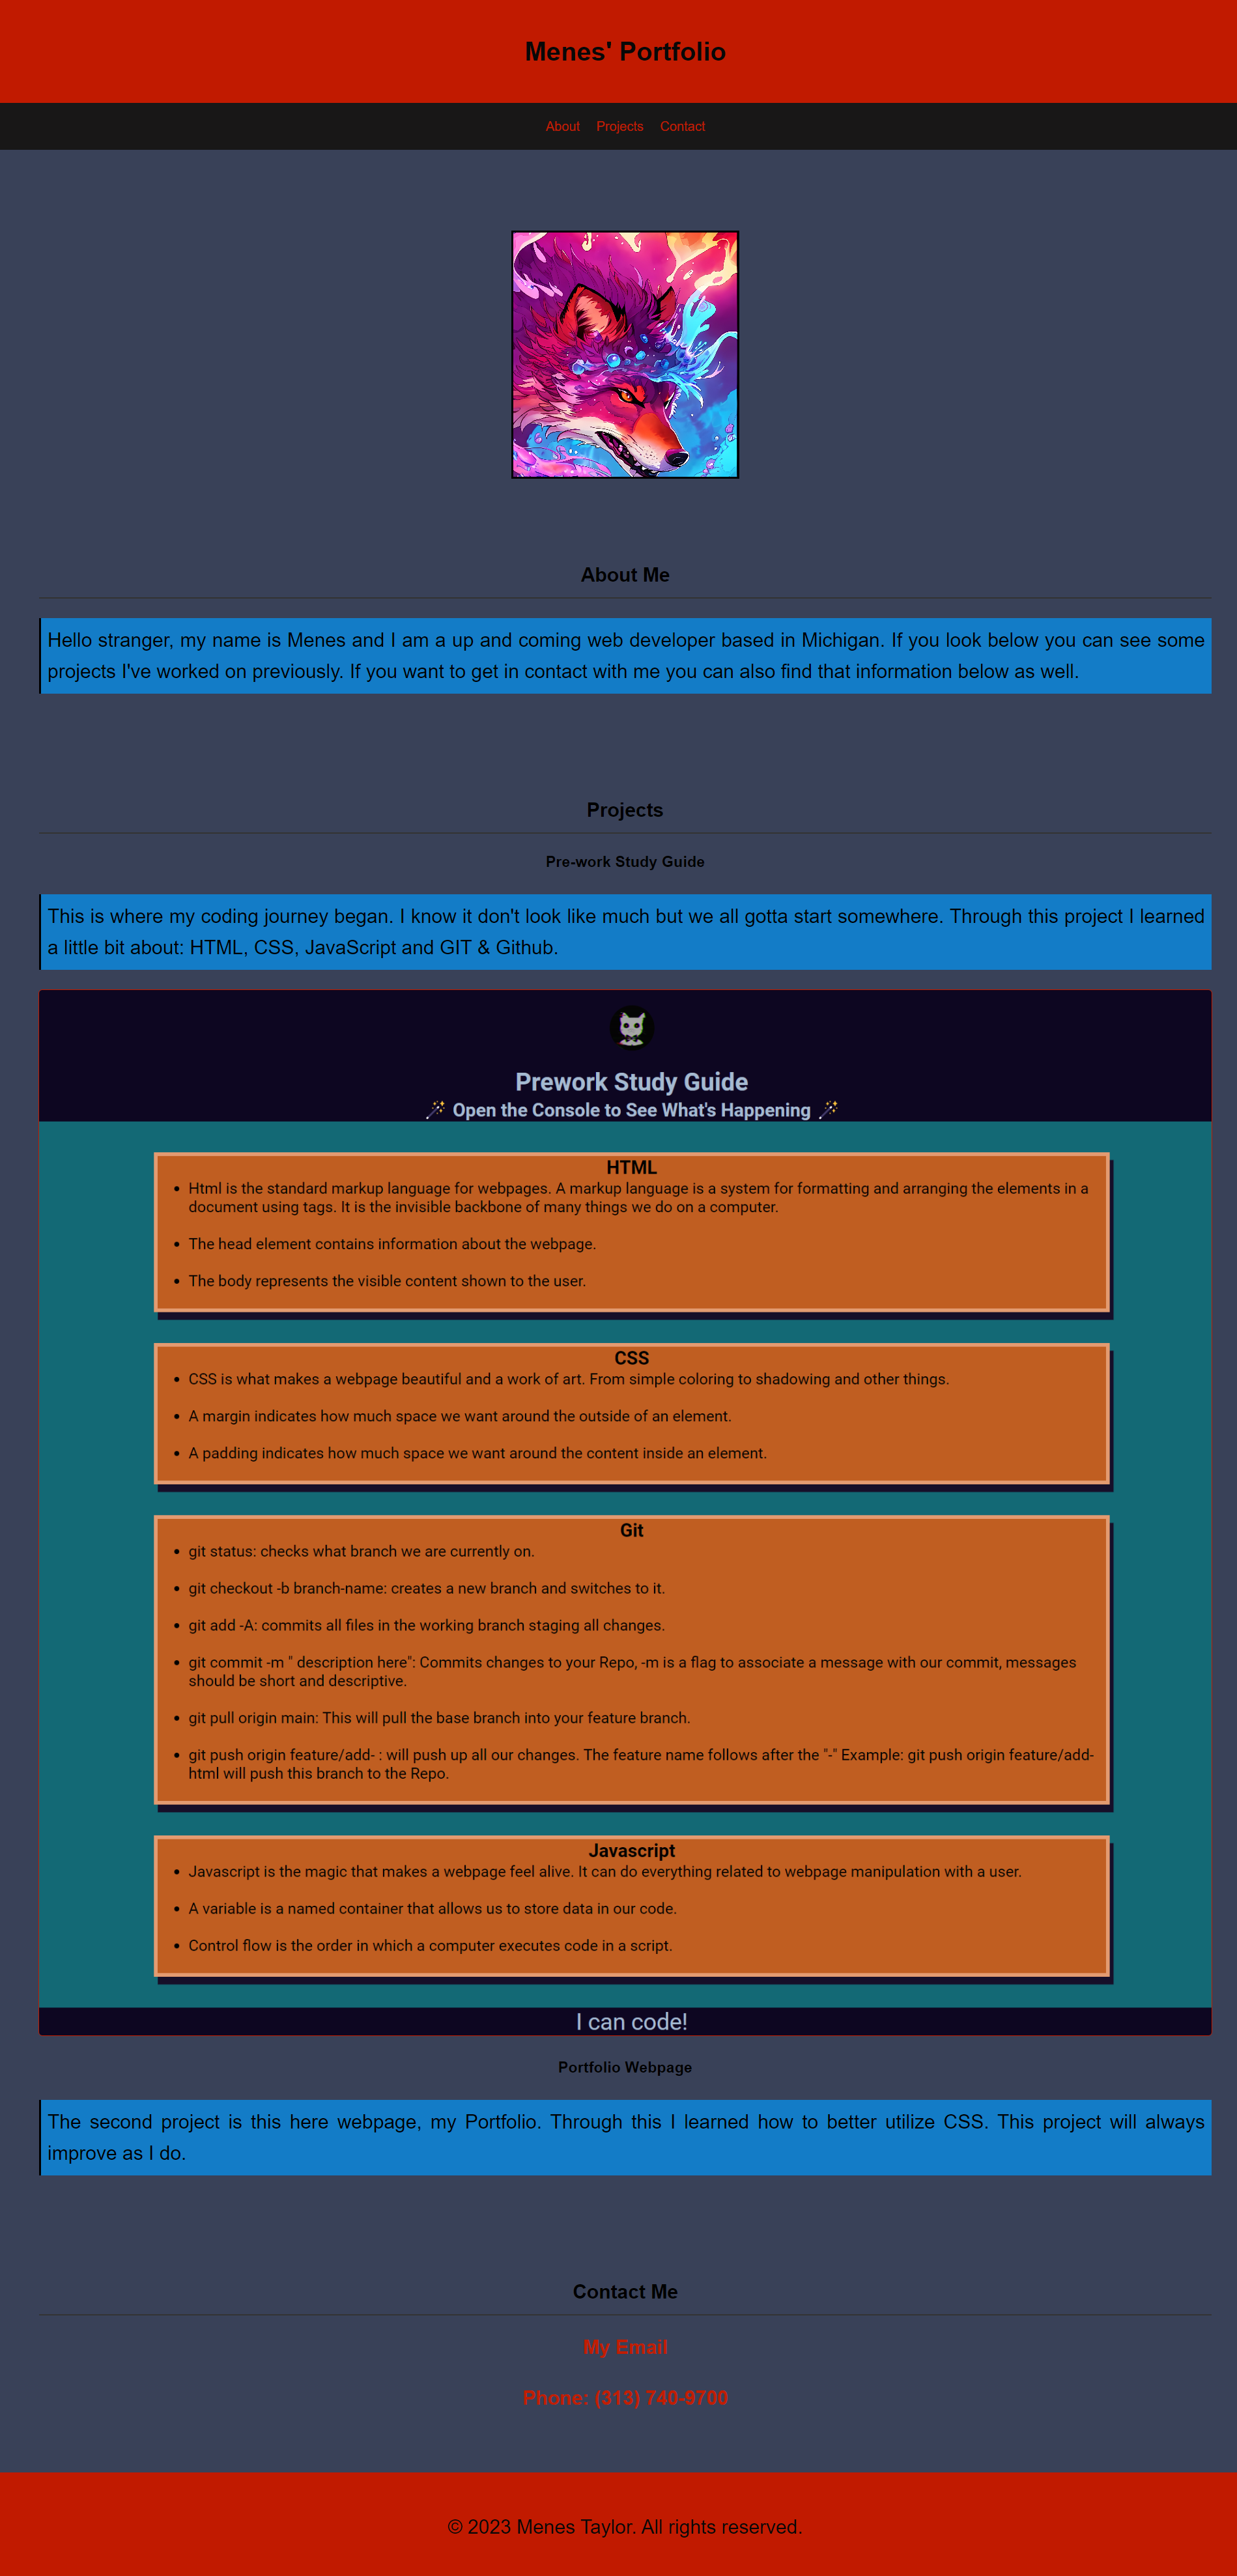 Menes' Portfolio
About Projects Contact
About Me
Hello stranger, my name is Menes and I am a up and coming web developer based in Michigan. If you look below you can see some
projects I've worked on previously. If you want to get in contact with me you can also find that information below as well.
Projects
Pre-work Study Guide
This is where my coding journey began. I know it don't look like much but we all gotta start somewhere. Through this project I learned
a little bit about: HTML, CSS, JavaScript and GIT & Github.
Prework Study Guide
Open the Console to See What's Happening
HTML
• Html is the standard markup language for webpages. A markup language is a system for formatting and arranging the elements in a
document using tags. It is the invisible backbone of many things we do on a computer.
• The head element contains information about the webpage.
• The body represents the visible content shown to the user.
CSS
• CSS is what makes a webpage beautiful and a work of art. From simple coloring to shadowing and other things.
• A margin indicates how much space we want around the outside of an element.
• A padding indicates how much space we want around the content inside an element.
Git
• git status: checks what branch we are currently on.
• git checkout -b branch-name: creates a new branch and switches to it.
• git add -A: commits all files in the working branch staging all changes.
• git commit -m " description here": Commits changes to your Repo, -m is a flag to associate a message with our commit, messages
should be short and descriptive.
• git pull origin main: This will pull the base branch into your feature branch.
• git push origin feature/add- : will push up all our changes. The feature name follows after the "-" Example: git push origin feature/add-
html will push this branch to the Repo.
Javascript
• Javascript is the magic that makes a webpage feel alive. It can do everything related to webpage manipulation with a user.
• A variable is a named container that allows us to store data in our code.
• Control flow is the order in which a computer executes code in a script.
I can code!
Portfolio Webpage
The second project is this here webpage, my Portfolio. Through this I learned how to better utilize CSS. This project will always
improve as I do.
Contact Me
My Email
Phone: (313) 740-9700
© 2023 Menes Taylor. All rights reserved.